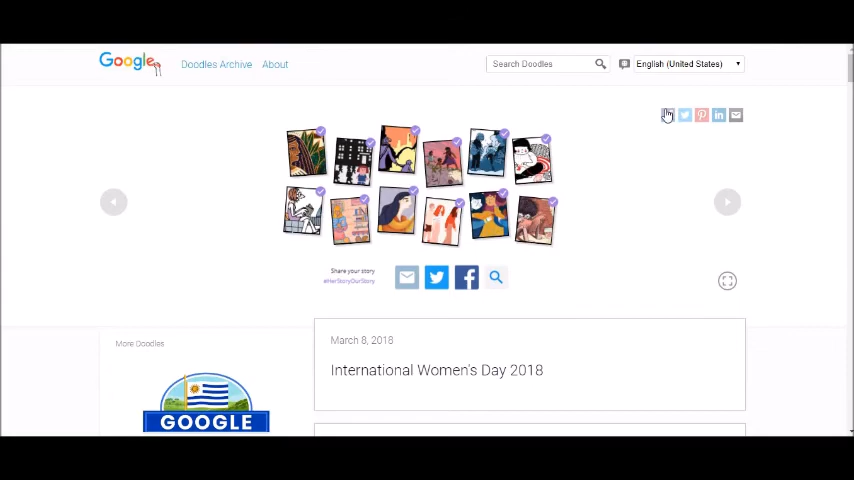 Google
Doodles Archive
About
Search Doodles
English (United States)
Share your story
#HerStoryOurStory
March 8, 2018
International Women's Day 2018
More Doodles
GOOGLE